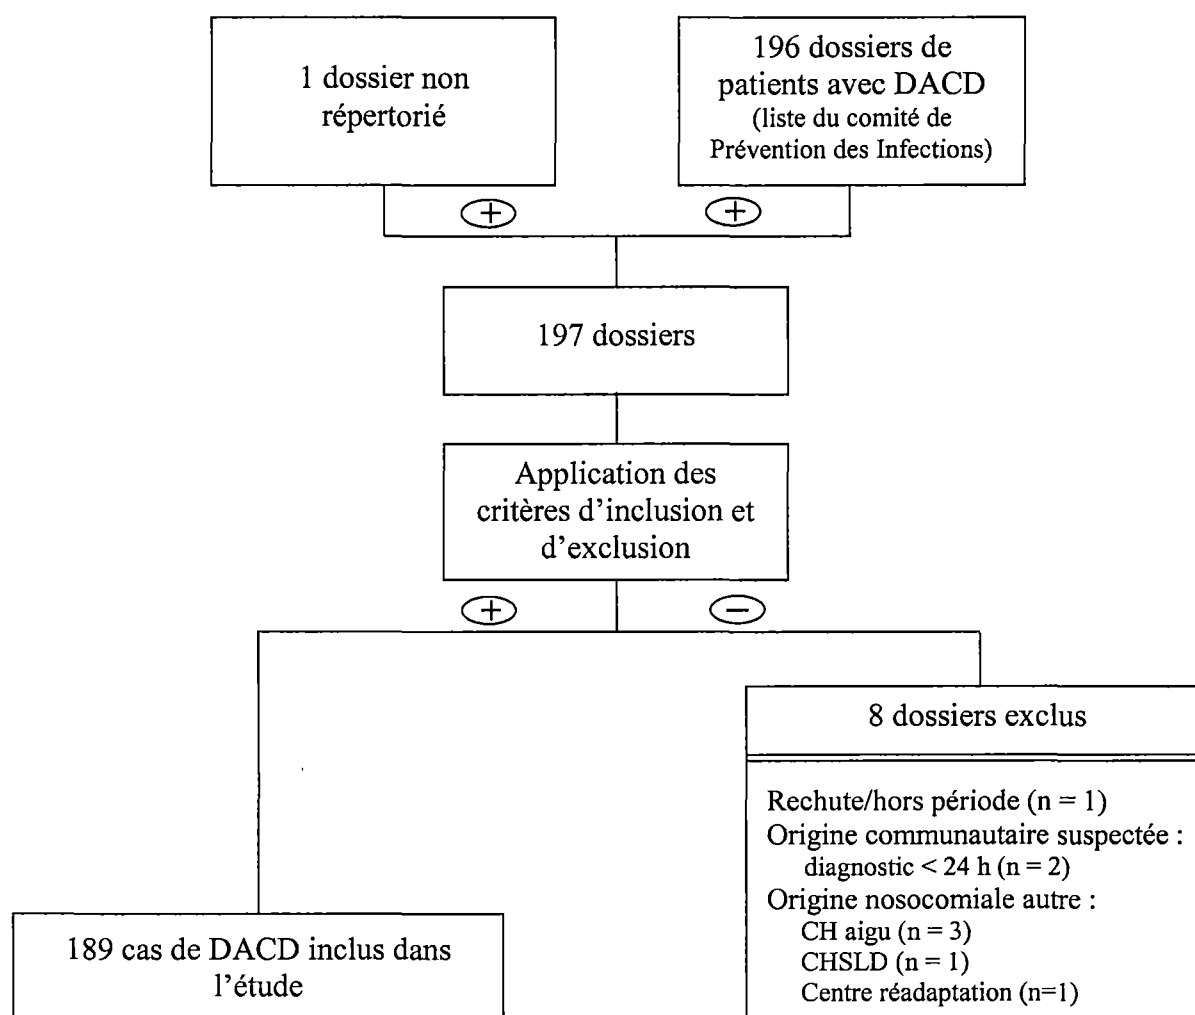 1 dossier non
répertorié
196 dossiers de
patients avec DACD
(liste du comité de
Prévention des Infections)
+
+
197 dossiers
Application des
critères d'inclusion et
d'exclusion
+
−
8 dossiers exclus
Rechute/hors période (n = 1)
Origine communautaire suspectée :
diagnostic < 24 h (n = 2)
Origine nosocomiale autre :
CH aigu (n = 3)
CHSLD (n = 1)
Centre réadaptation (n=1)
189 cas de DACD inclus dans
l'étude